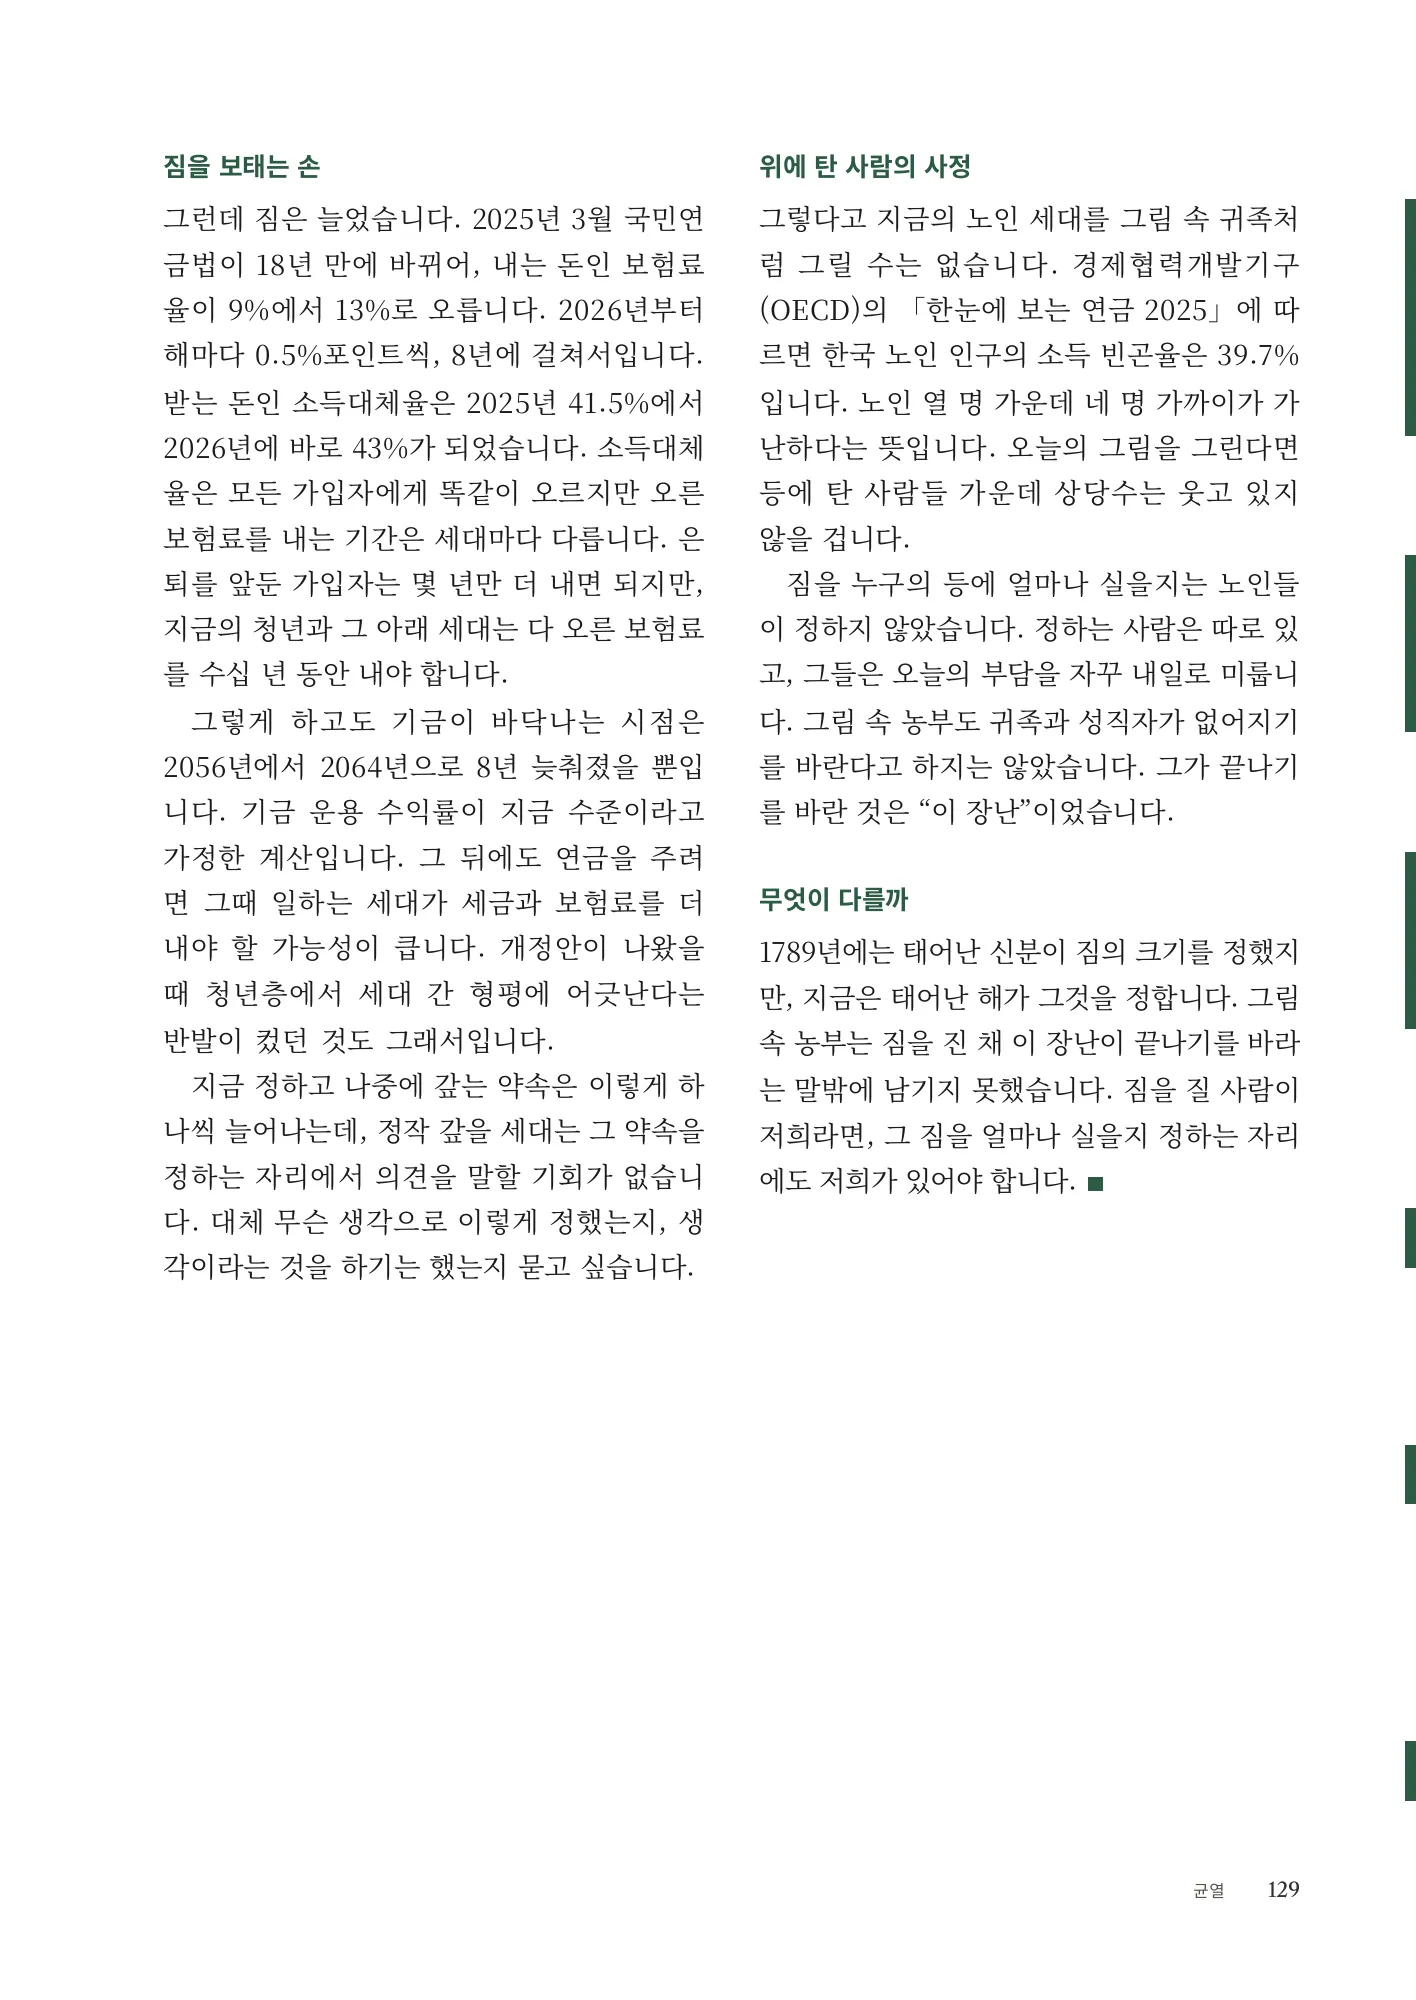 짐을 보태는 손
그런데 짐은 늘었습니다. 2025년 3월 국민연
금법이 18년 만에 바뀌어, 내는 돈인 보험료
율이 9%에서 13%로 오릅니다. 2026년부터
해마다 0.5%포인트씩, 8년에 걸쳐서입니다.
받는 돈인 소득대체율은 2025년 41.5%에서
2026년에 바로 43%가 되었습니다. 소득대체
율은 모든 가입자에게 똑같이 오르지만 오른
보험료를 내는 기간은 세대마다 다릅니다. 은
퇴를 앞둔 가입자는 몇 년만 더 내면 되지만,
지금의 청년과 그 아래 세대는 다 오른 보험료
를 수십 년 동안 내야 합니다.
그렇게 하고도 기금이 바닥나는 시점은
2056년에서 2064년으로 8년 늦춰졌을 뿐입
니다. 기금 운용 수익률이 지금 수준이라고
가정한 계산입니다. 그 뒤에도 연금을 주려
면 그때 일하는 세대가 세금과 보험료를 더
내야 할 가능성이 큽니다. 개정안이 나왔을
때 청년층에서 세대 간 형평에 어긋난다는
반발이 컸던 것도 그래서입니다.
지금 정하고 나중에 갚는 약속은 이렇게 하
나씩 늘어나는데, 정작 갚을 세대는 그 약속을
정하는 자리에서 의견을 말할 기회가 없습니
다. 대체 무슨 생각으로 이렇게 정했는지, 생
각이라는 것을 하기는 했는지 묻고 싶습니다.
위에 탄 사람의 사정
그렇다고 지금의 노인 세대를 그림 속 귀족처
럼 그릴 수는 없습니다. 경제협력개발기구
(OECD)의 「한눈에 보는 연금 2025」에 따
르면 한국 노인 인구의 소득 빈곤율은 39.7%
입니다. 노인 열 명 가운데 네 명 가까이가 가
난하다는 뜻입니다. 오늘의 그림을 그린다면
등에 탄 사람들 가운데 상당수는 웃고 있지
않을 겁니다.
짐을 누구의 등에 얼마나 실을지는 노인들
이 정하지 않았습니다. 정하는 사람은 따로 있
고, 그들은 오늘의 부담을 자꾸 내일로 미룹니
다. 그림 속 농부도 귀족과 성직자가 없어지기
를 바란다고 하지는 않았습니다. 그가 끝나기
를 바란 것은 “이 장난”이었습니다.
무엇이 다를까
1789년에는 태어난 신분이 짐의 크기를 정했지
만, 지금은 태어난 해가 그것을 정합니다. 그림
속 농부는 짐을 진 채 이 장난이 끝나기를 바라
는 말밖에 남기지 못했습니다. 짐을 질 사람이
저희라면, 그 짐을 얼마나 실을지 정하는 자리
에도 저희가 있어야 합니다. ■
균열 129